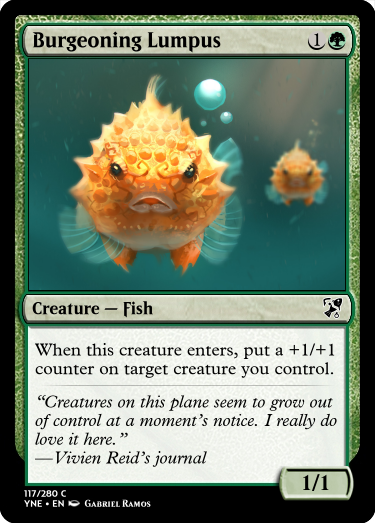 Burgeoning Lumpus
1
Creature — Fish
When this creature enters, put a +1/+1
counter on target creature you control.
“Creatures on this plane seem to grow out
of control at a moment's notice. I really do
love it here.”
—Vivien Reid's journal
1/1
117/280 C
YNE • EN Gabriel Ramos